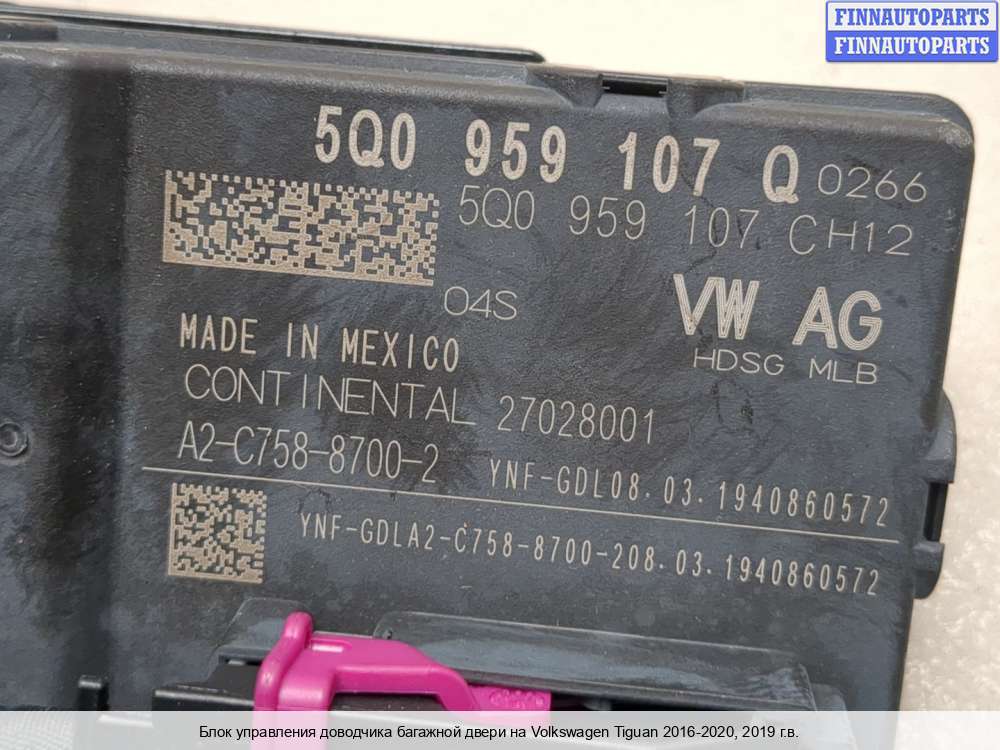 FINNAUTOPARTS
FINNAUTOPARTS
5Q0 959 107 Q 0266
5Q0 959 107 C H12
04S
VW AG
HDSG MLB
MADE IN MEXICO
CONTINENTAL 27028001
A2-C758-8700-2 YNF-GDL08.03.1940860572
YNF-GDLA2-C758-8700-208.03.1940860572
Блок управления доводчика багажной двери на Volkswagen Tiguan 2016-2020, 2019 г.в.